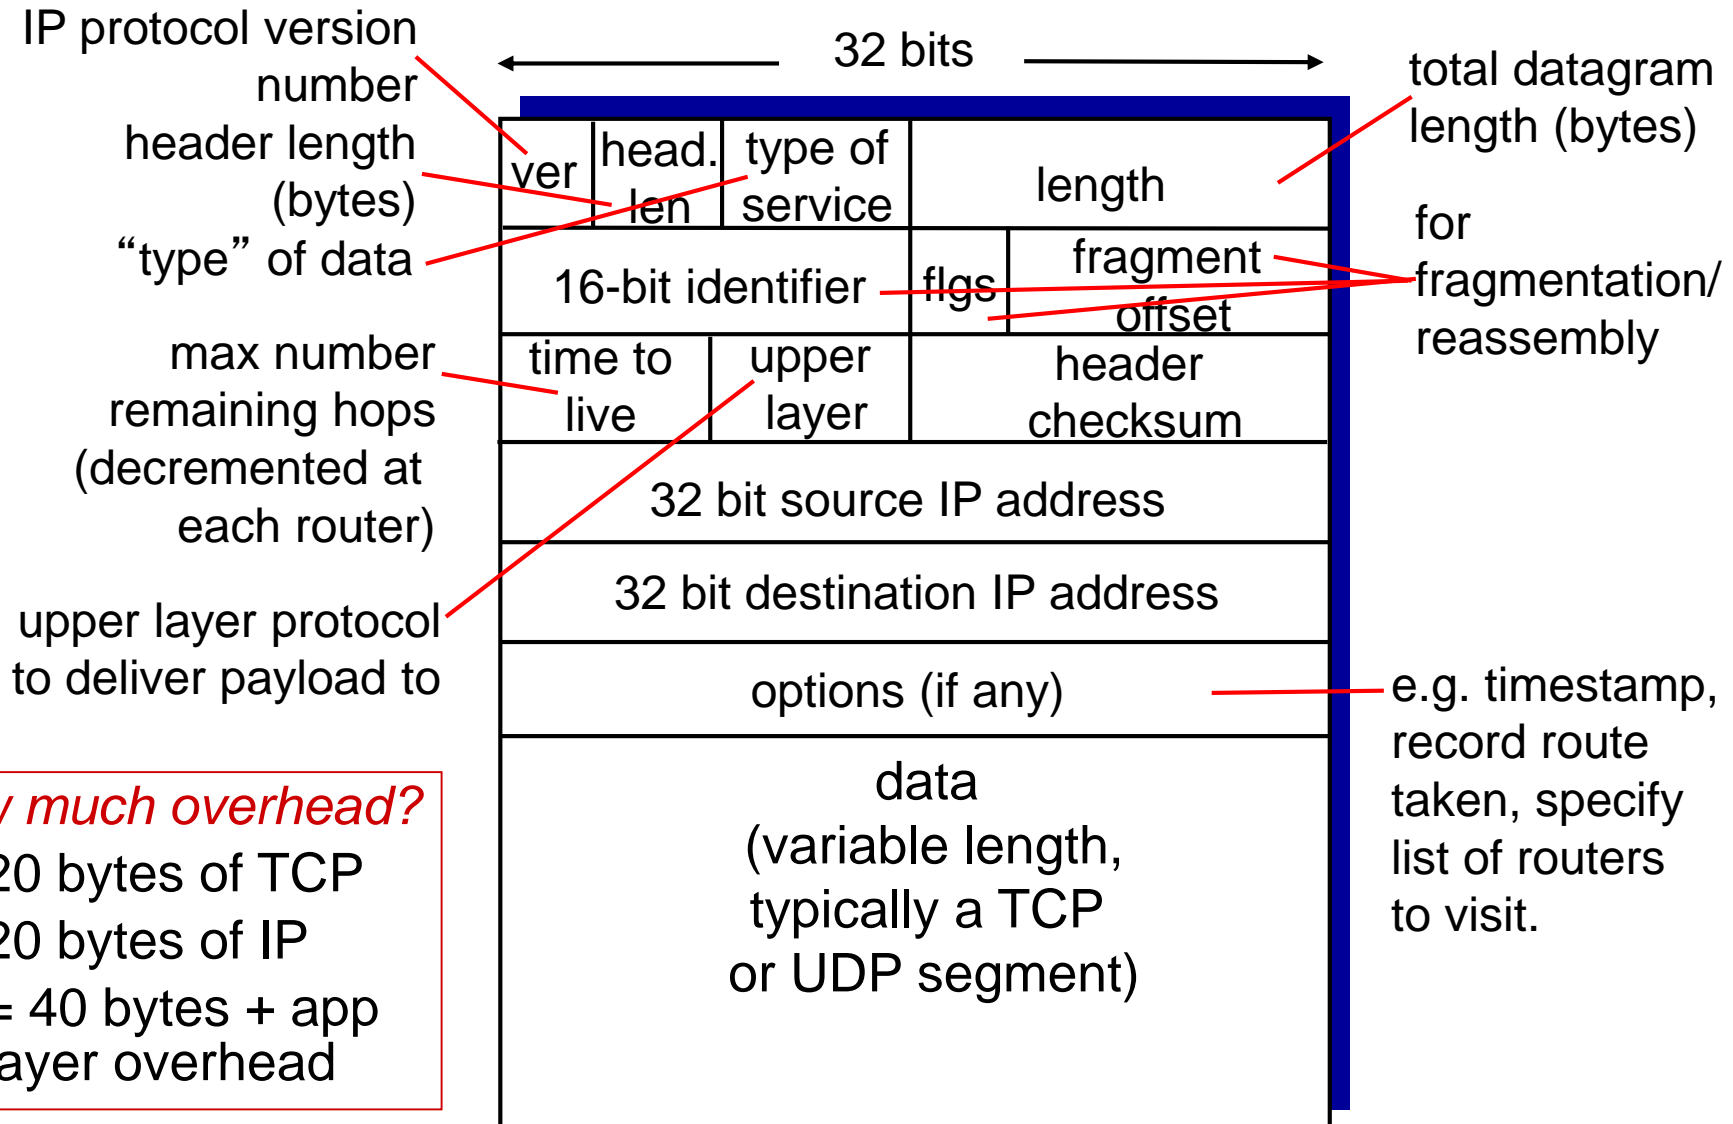 IP protocol version
number
header length
(bytes)
“type” of data
max number
remaining hops
(decremented at
each router)
upper layer protocol
to deliver payload to
much overhead?
20 bytes of TCP
20 bytes of IP
= 40 bytes + app
ayer overhead
32 bits
ver
head.
len
type of
service
length
16-bit identifier
flgs
fragment
offset
time to
live
upper
layer
header
checksum
32 bit source IP address
32 bit destination IP address
options (if any)
data
(variable length,
typically a TCP
or UDP segment)
total datagram
length (bytes)
for
fragmentation/
reassembly
e.g. timestamp,
record route
taken, specify
list of routers
to visit.